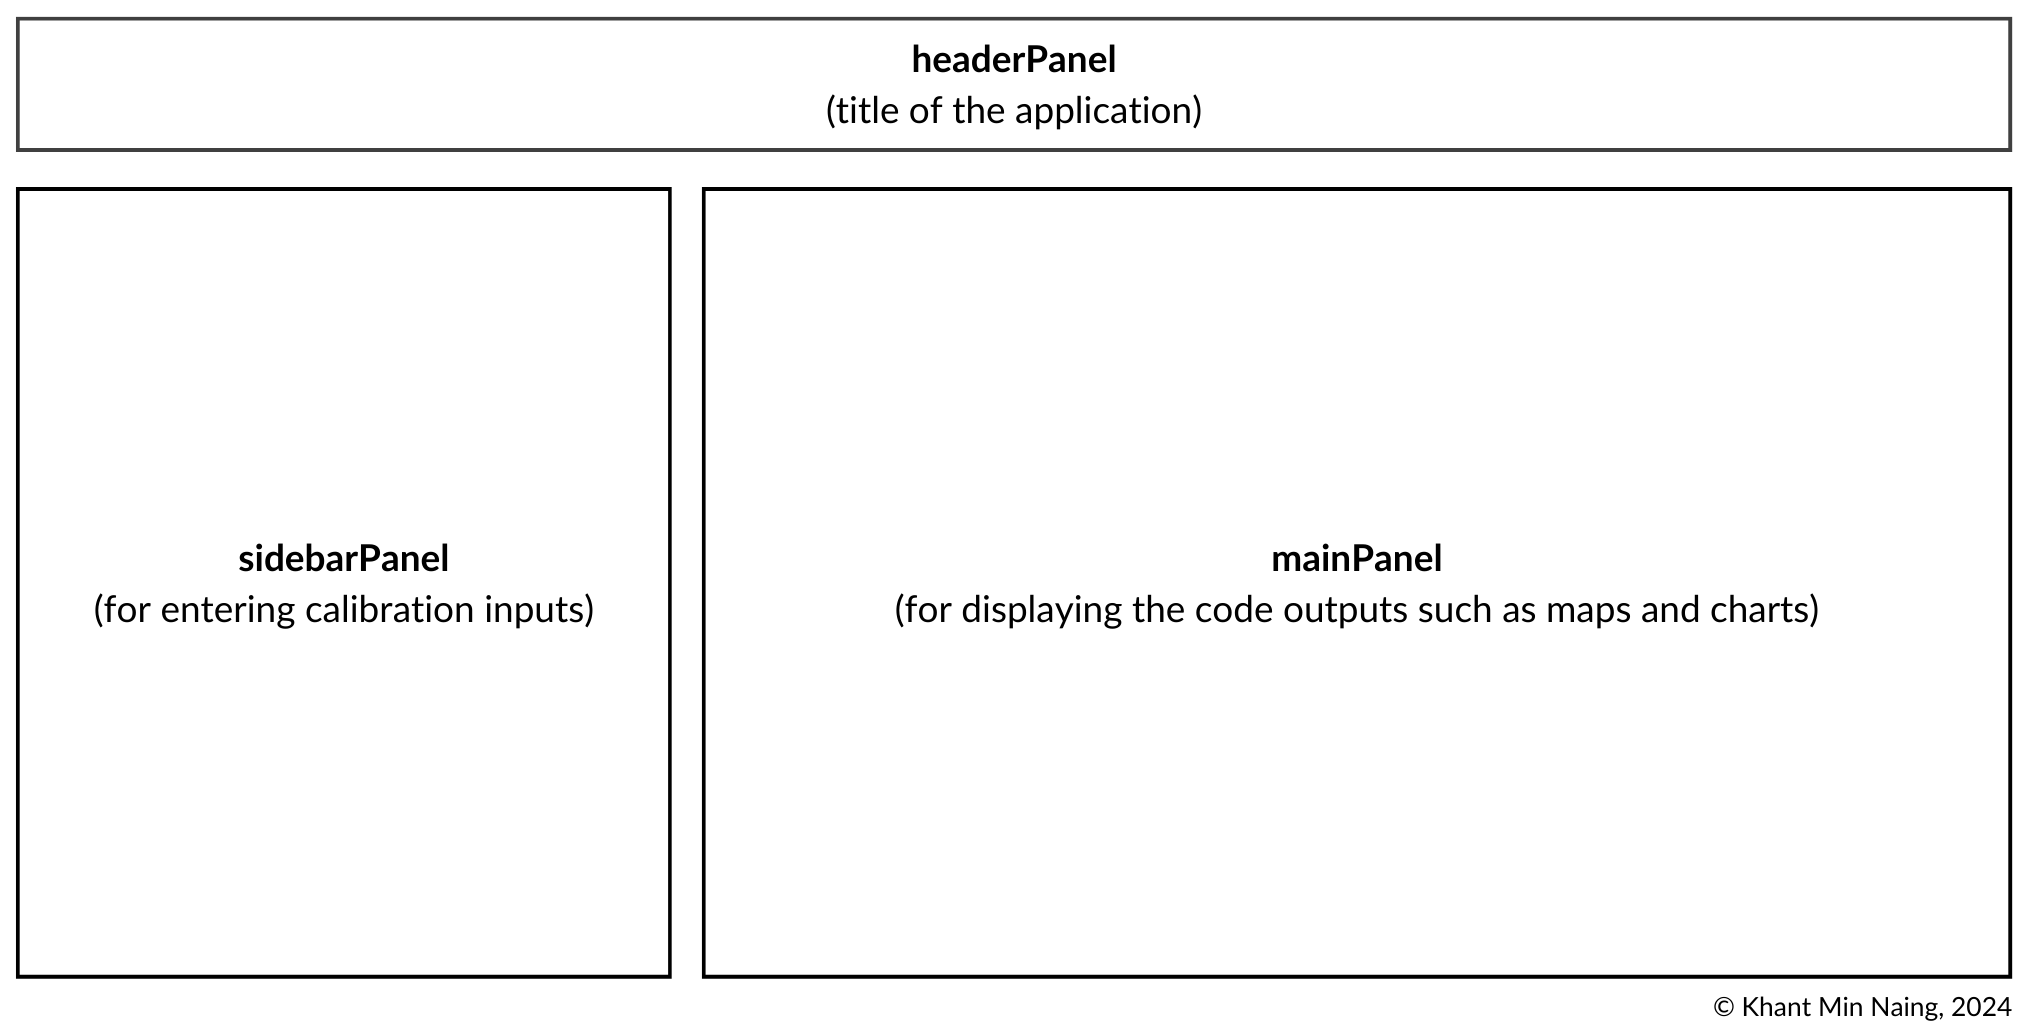 headerPanel
(title of the application)
sidebarPanel
(for entering calibration inputs)
mainPanel
(for displaying the code outputs such as maps and charts)
© Khant Min Naing, 2024